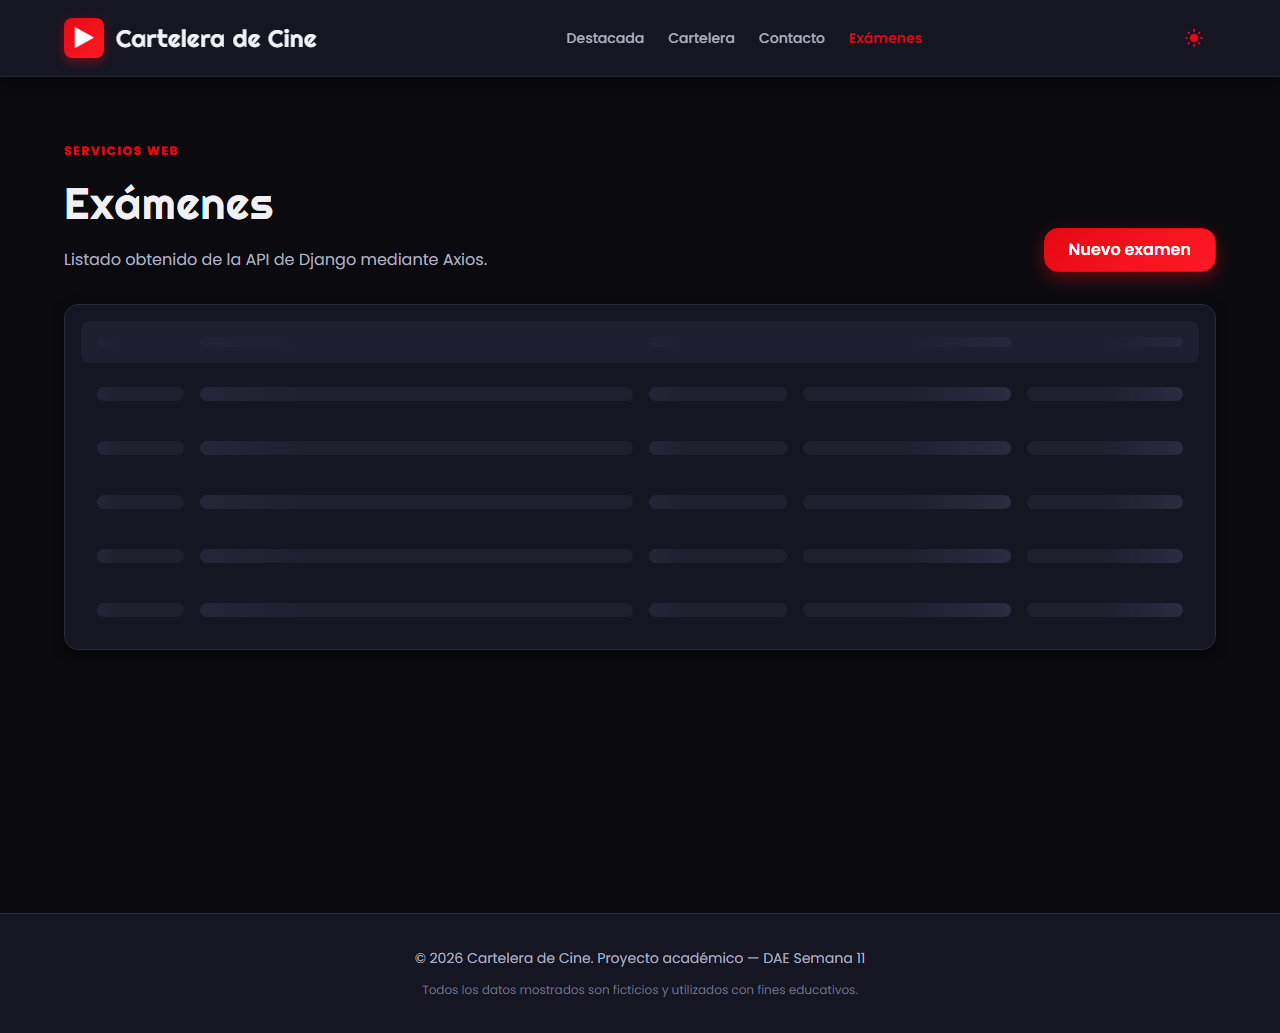 Cartelera de Cine
Destacada
Cartelera
Contacto
Exámenes
SERVICIOS WEB
Exámenes
Listado obtenido de la API de Django mediante Axios.
Nuevo examen
© 2026 Cartelera de Cine. Proyecto académico — DAE Semana 11
Todos los datos mostrados son ficticios y utilizados con fines educativos.